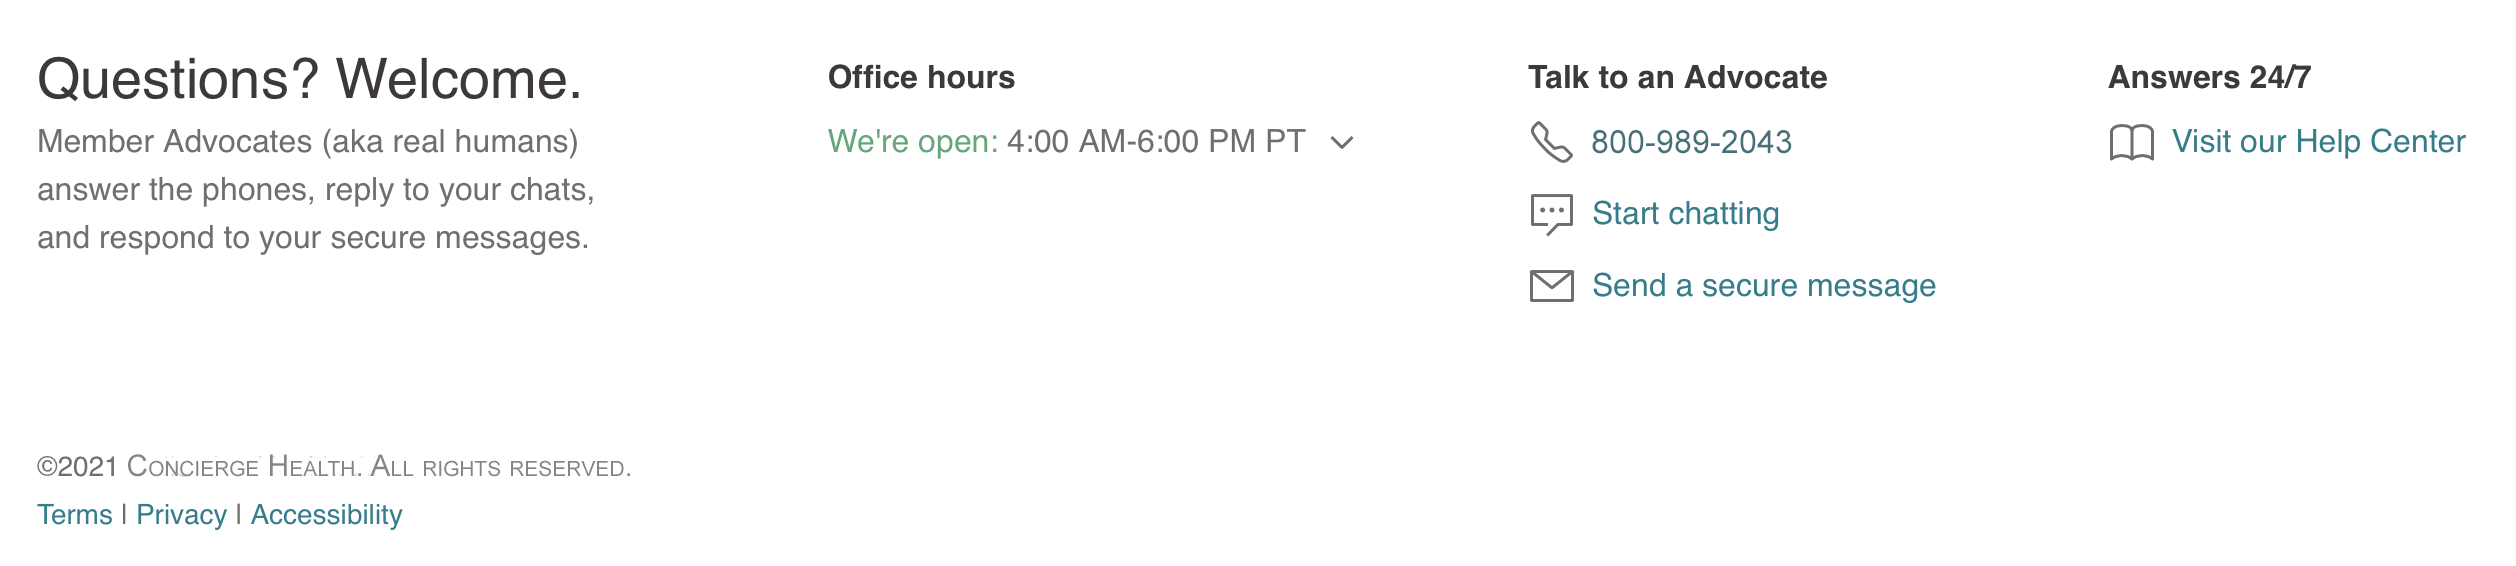 Questions? Welcome.
Member Advocates (aka real humans)
answer the phones, reply to your chats,
and respond to your secure messages.
Office hours
We're open: 4:00 AM-6:00 PM PT
Talk to an Advocate
800-989-2043
Start chatting
Send a secure message
Answers 24/7
Visit our Help Center
©2021 Concierge Health. All rights reserved.
Terms | Privacy | Accessibility